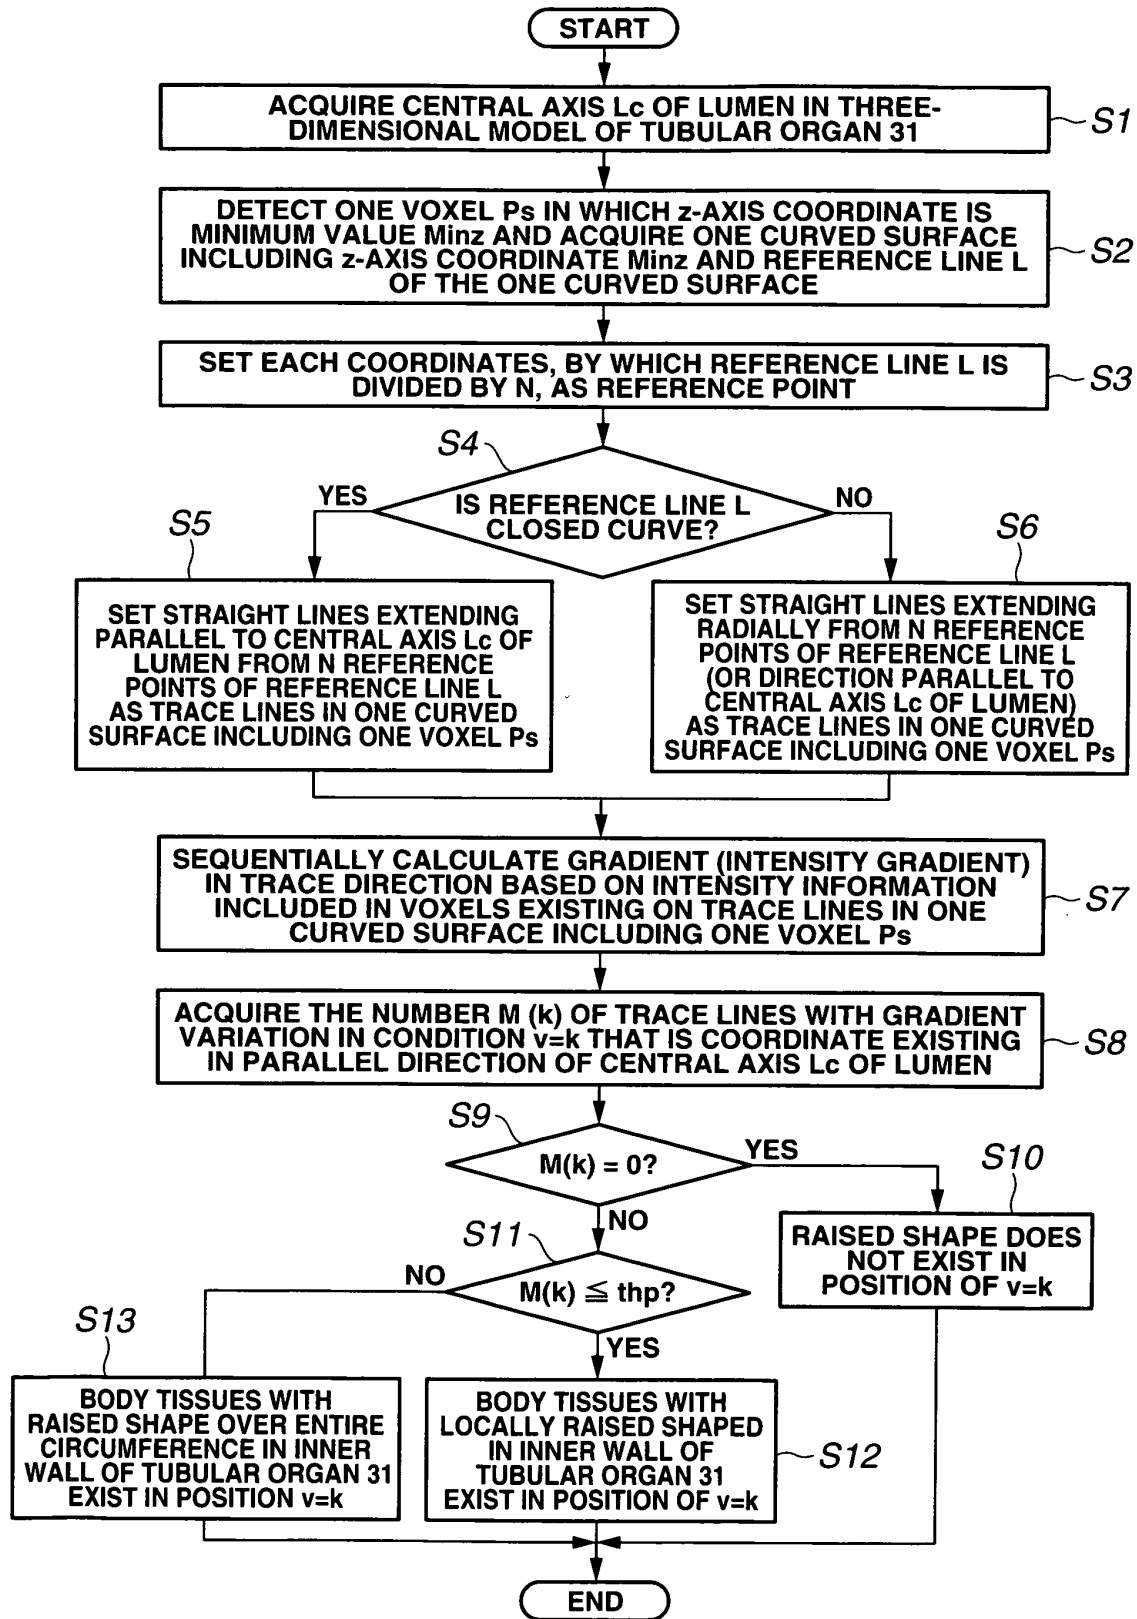 START
ACQUIRE CENTRAL AXIS Lc OF LUMEN IN THREE-
DIMENSIONAL MODEL OF TUBULAR ORGAN 31
S1
DETECT ONE VOXEL Ps IN WHICH z-AXIS COORDINATE IS
MINIMUM VALUE Minz AND ACQUIRE ONE CURVED SURFACE
INCLUDING z-AXIS COORDINATE Minz AND REFERENCE LINE L
OF THE ONE CURVED SURFACE
S2
SET EACH COORDINATES, BY WHICH REFERENCE LINE L IS
DIVIDED BY N, AS REFERENCE POINT
S3
S4
IS REFERENCE LINE L
CLOSED CURVE?
YES
NO
S5
SET STRAIGHT LINES EXTENDING
PARALLEL TO CENTRAL AXIS Lc OF
LUMEN FROM N REFERENCE
POINTS OF REFERENCE LINE L
AS TRACE LINES IN ONE CURVED
SURFACE INCLUDING ONE VOXEL Ps
S6
SET STRAIGHT LINES EXTENDING
RADIALLY FROM N REFERENCE
POINTS OF REFERENCE LINE L
(OR DIRECTION PARALLEL TO
CENTRAL AXIS Lc OF LUMEN)
AS TRACE LINES IN ONE CURVED
SURFACE INCLUDING ONE VOXEL Ps
SEQUENTIALLY CALCULATE GRADIENT (INTENSITY GRADIENT)
IN TRACE DIRECTION BASED ON INTENSITY INFORMATION
INCLUDED IN VOXELS EXISTING ON TRACE LINES IN ONE
CURVED SURFACE INCLUDING ONE VOXEL Ps
S7
ACQUIRE THE NUMBER M (k) OF TRACE LINES WITH GRADIENT
VARIATION IN CONDITION v=k THAT IS COORDINATE EXISTING
IN PARALLEL DIRECTION OF CENTRAL AXIS Lc OF LUMEN
S8
S9
M(k) = 0?
YES
NO
S10
RAISED SHAPE DOES
NOT EXIST IN
POSITION OF v=k
S11
M(k) ≦ thp?
NO
YES
S13
BODY TISSUES WITH
RAISED SHAPE OVER ENTIRE
CIRCUMFERENCE IN INNER
WALL OF TUBULAR ORGAN 31
EXIST IN POSITION v=k
BODY TISSUES WITH
LOCALLY RAISED SHAPED
IN INNER WALL OF
TUBULAR ORGAN 31
EXIST IN POSITION OF v=k
S12
END